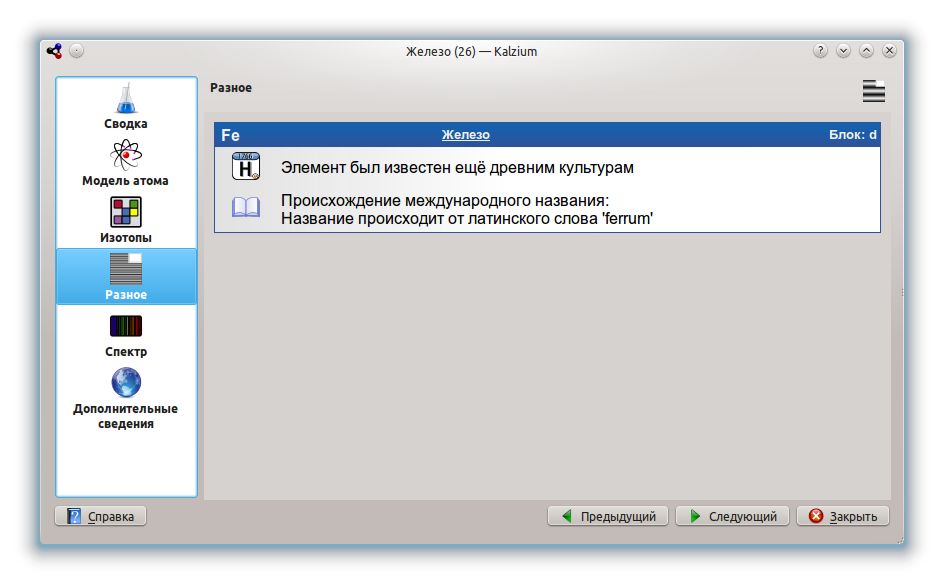 Железо (26) — Kalzium
Сводка
Модель атома
Изотопы
Разное
Спектр
Дополнительные
сведения
Разное
Fe Железо Блок: d
1766
H
Элемент был известен ещё древним культурам
Происхождение международного названия:
Название происходит от латинского слова 'ferrum'
Справка Предыдущий Следующий Закрыть